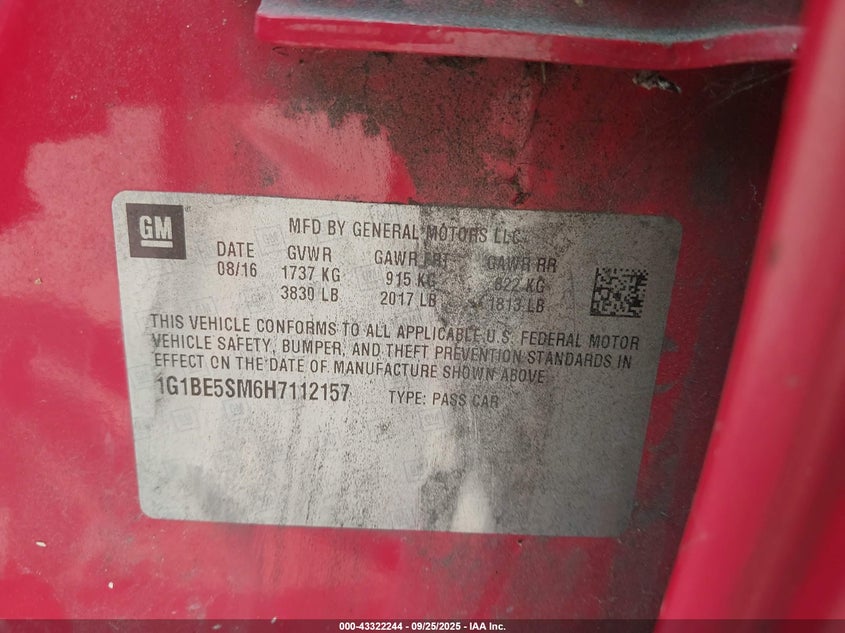 GM
MFD BY GENERAL MOTORS LLC
DATE GVWR GAWR FRT GAWR RR
08/16 1737 KG 915 KG 822 KG
3830 LB 2017 LB 1813 LB
THIS VEHICLE CONFORMS TO ALL APPLICABLE U.S. FEDERAL MOTOR
VEHICLE SAFETY, BUMPER, AND THEFT PREVENTION STANDARDS IN
EFFECT ON THE DATE OF MANUFACTURE SHOWN ABOVE
1G1BE5SM6H7112157 TYPE: PASS CAR
000-43322244 - 09/25/2025 - IAA Inc.